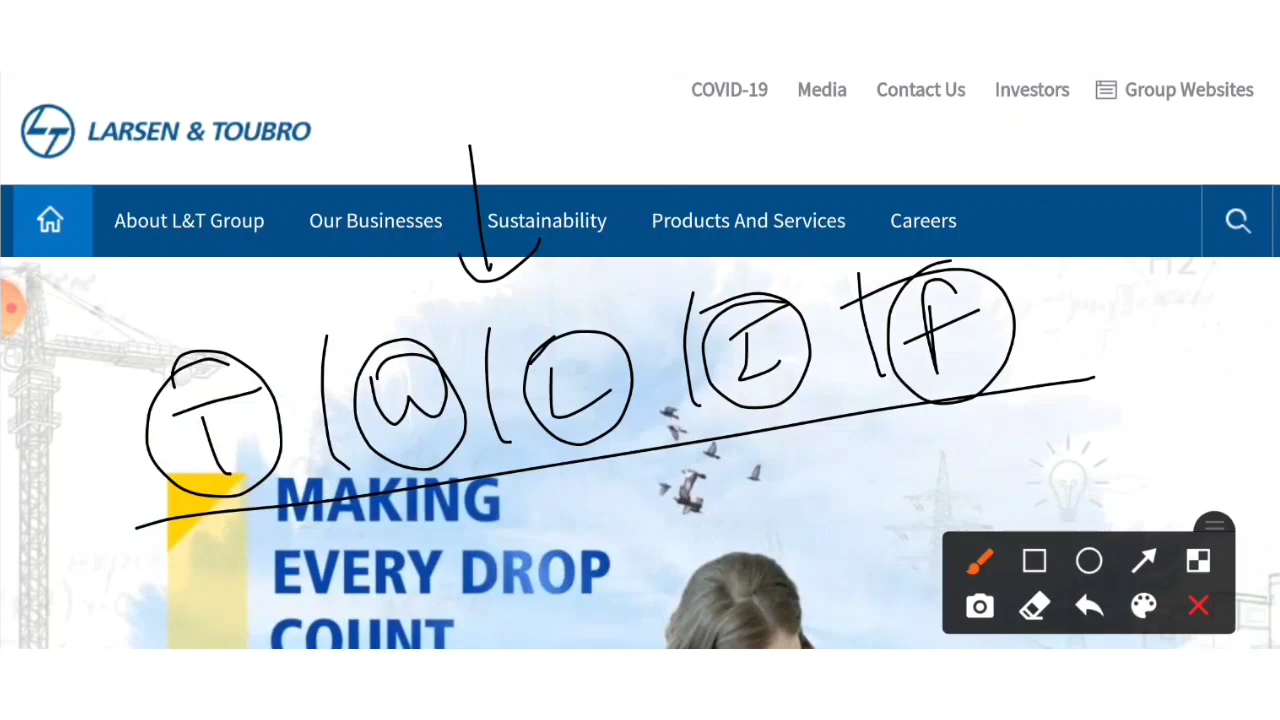 COVID-19 Media Contact Us Investors Group Websites
LT LARSEN & TOUBRO
About L&T Group Our Businesses Sustainability Products And Services Careers
T W L I F
MAKING
EVERY DROP
COUNT